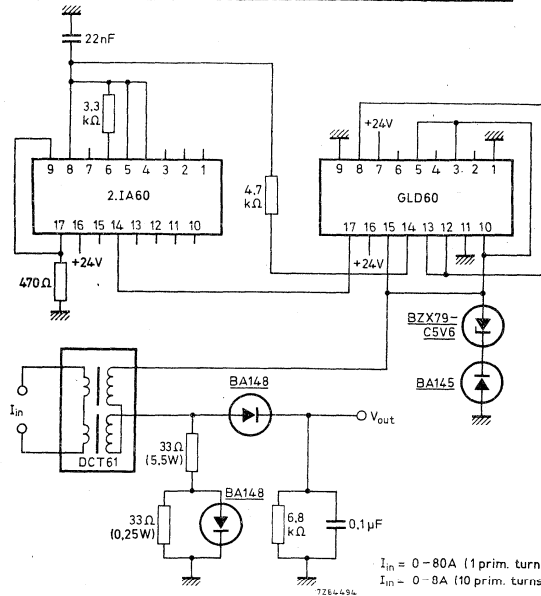 22nF
3,3
kΩ
9 8 7 6 5 4 3 2 1
2.IA60
17 16 15 14 13 12 11 10
+24V
470Ω
4,7
kΩ
+24V
9 8 7 6 5 4 3 2 1
GLD60
17 16 15 14 13 12 11 10
+24V
BZX79-
C5V6
BA145
BA148
Iin
Vout
DCT61
33Ω
(5,5W)
BA148
33Ω
(0,25W)
6,8
kΩ
0,1µF
Iin = 0-80A (1 prim. turn
Iin = 0-8A (10 prim. turns
7Z64494